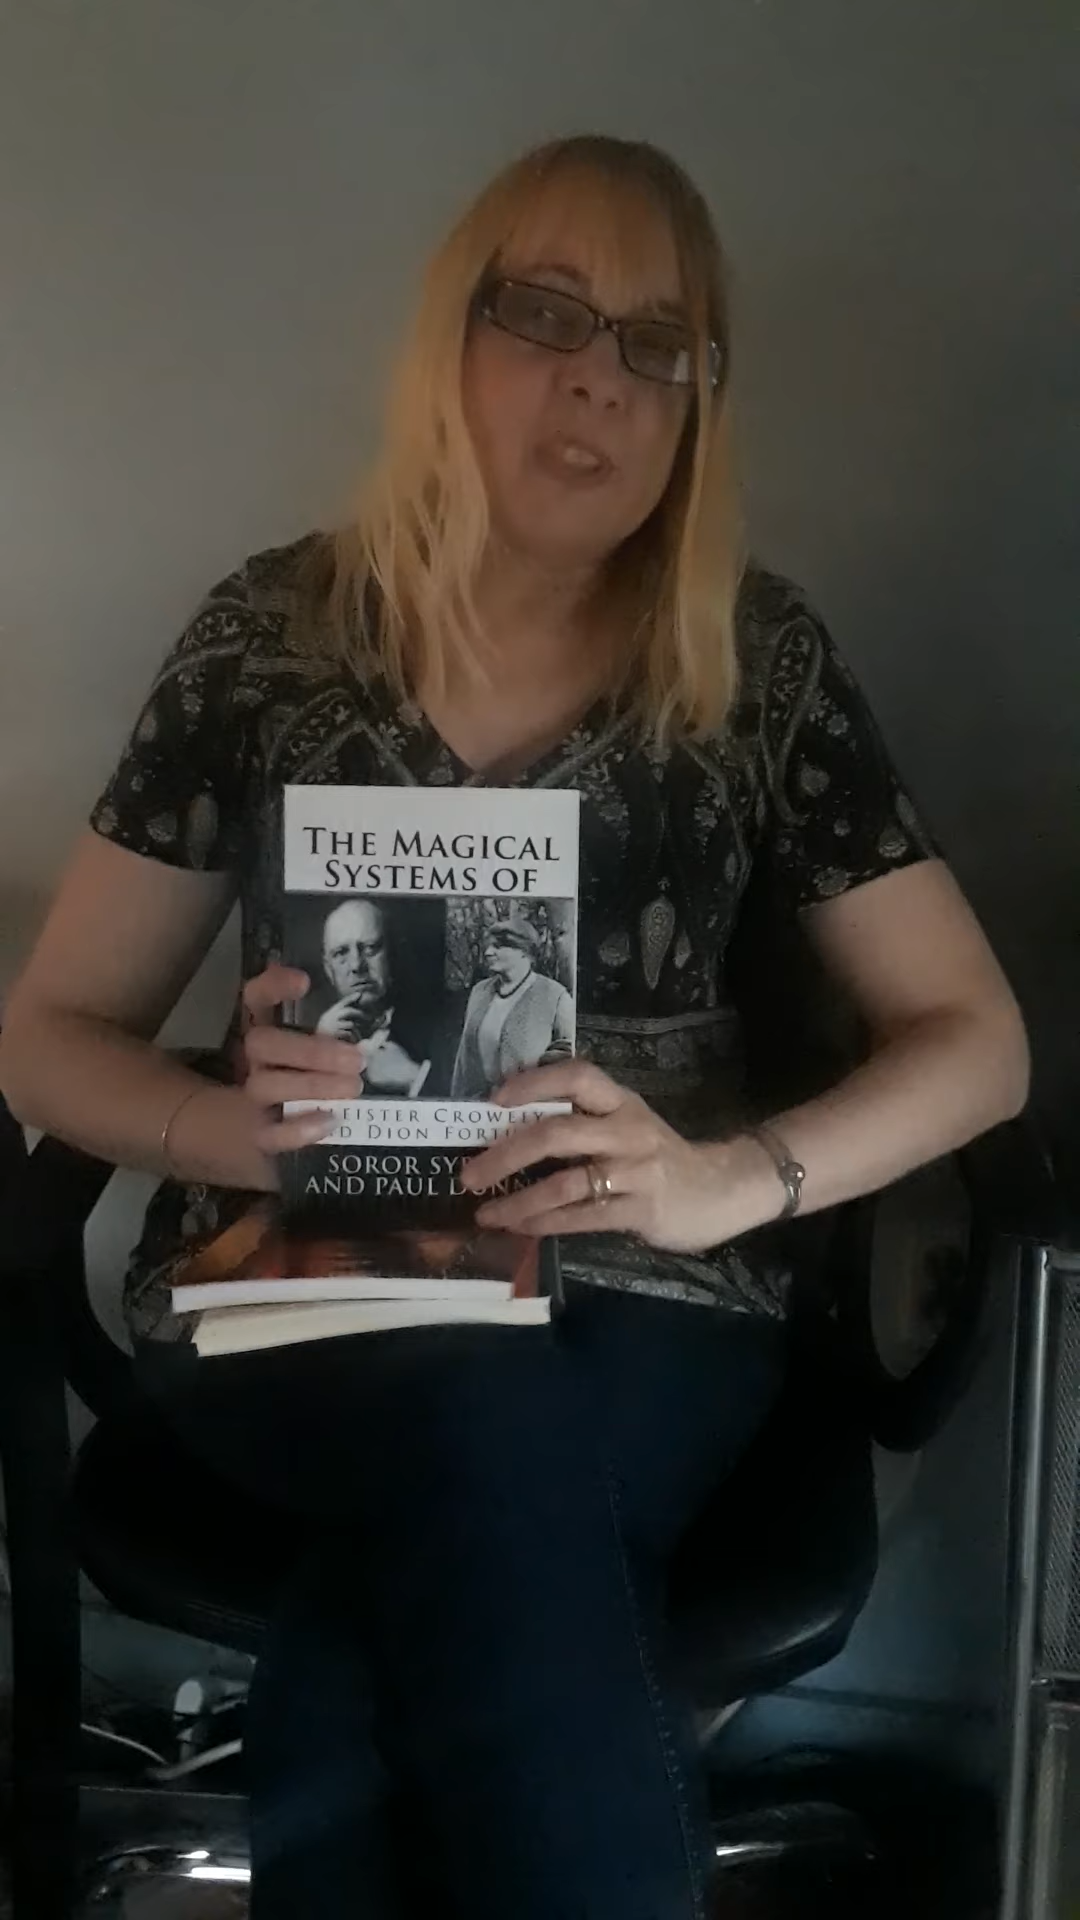 THE MAGICAL
SYSTEMS OF
CROWLEY
DION
SOROR
AND PAUL